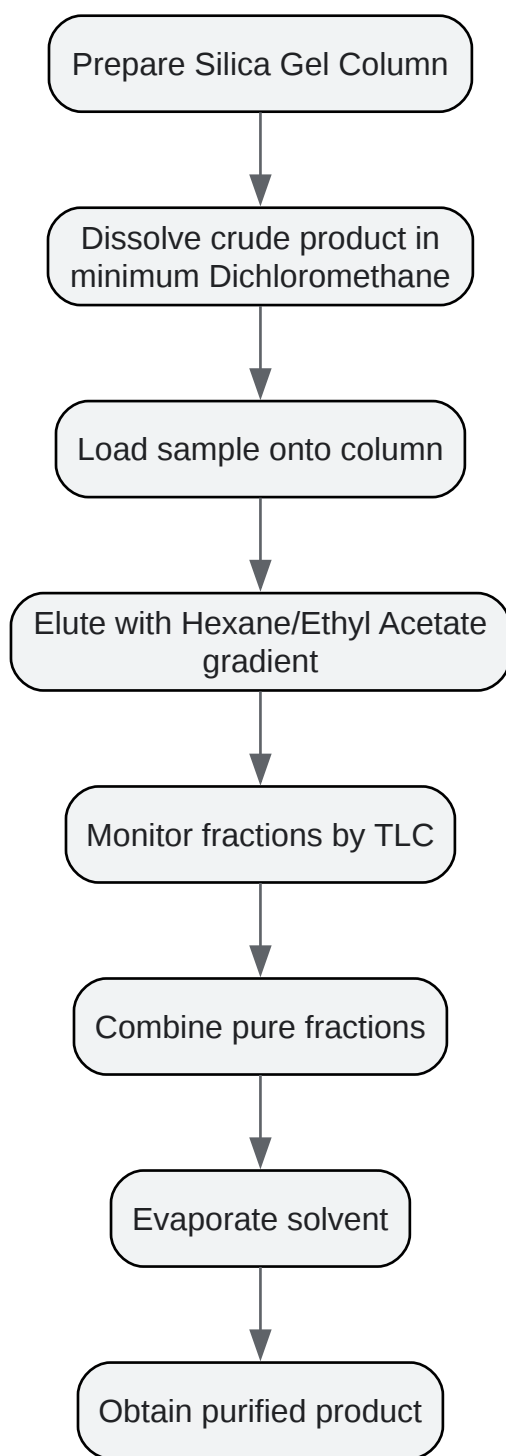 Prepare Silica Gel Column
Dissolve crude product in
minimum Dichloromethane
Load sample onto column
Elute with Hexane/Ethyl Acetate
gradient
Monitor fractions by TLC
Combine pure fractions
Evaporate solvent
Obtain purified product